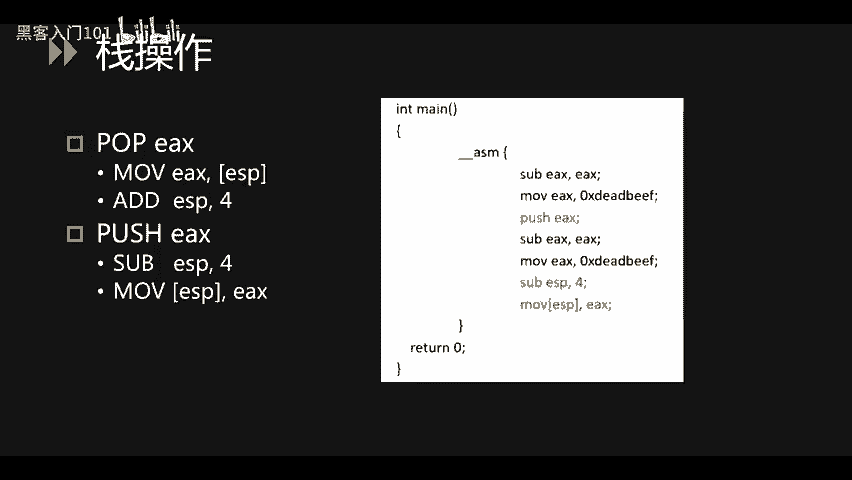 黑客入门101
栈操作
POP eax
• MOV eax, [esp]
• ADD esp, 4
PUSH eax
• SUB esp, 4
• MOV [esp], eax
int main()
{
__asm {
sub eax, eax;
mov eax, 0xdeadbeef;
push eax;
sub eax, eax;
mov eax, 0xdeadbeef;
sub esp, 4;
mov[esp], eax;
}
return 0;
}